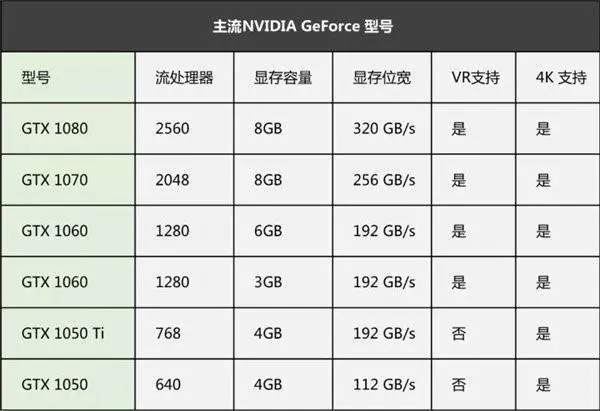 主流NVIDIA GeForce 型号
型号 流处理器 显存容量 显存位宽 VR支持 4K 支持
GTX 1080 2560 8GB 320 GB/s 是 是
GTX 1070 2048 8GB 256 GB/s 是 是
GTX 1060 1280 6GB 192 GB/s 是 是
GTX 1060 1280 3GB 192 GB/s 是 是
GTX 1050 Ti 768 4GB 192 GB/s 否 是
GTX 1050 640 4GB 112 GB/s 否 是